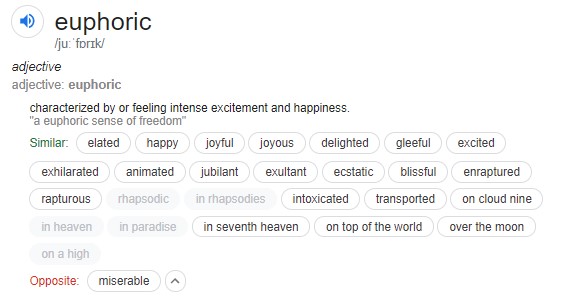 euphoric
/juːˈfɒrɪk/
adjective
adjective: euphoric
characterized by or feeling intense excitement and happiness.
"a euphoric sense of freedom"
Similar: elated happy joyful joyous delighted gleeful excited
exhilarated animated jubilant exultant ecstatic blissful enraptured
rapturous rhapsodic in rhapsodies intoxicated transported on cloud nine
in heaven in paradise in seventh heaven on top of the world over the moon
on a high
Opposite: miserable